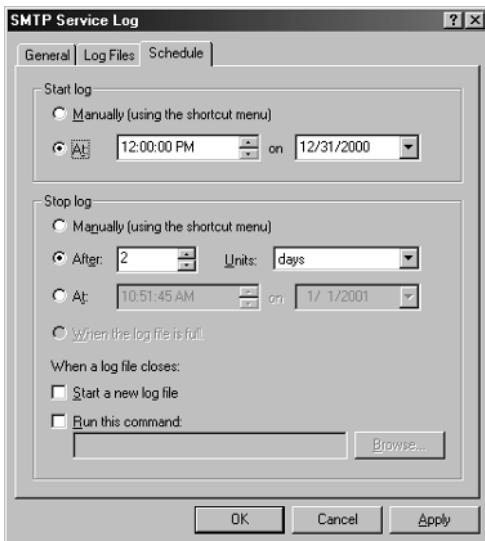 SMTP Service Log
General Log Files Schedule
Start log
Manually (using the shortcut menu)
At: 12:00:00 PM on 12/31/2000
Stop log
Manually (using the shortcut menu)
After: 2 Units: days
At: 10:51:45 AM on 1/ 1/2001
When the log file is full.
When a log file closes:
Start a new log file
Run this command:
Browse...
OK Cancel Apply